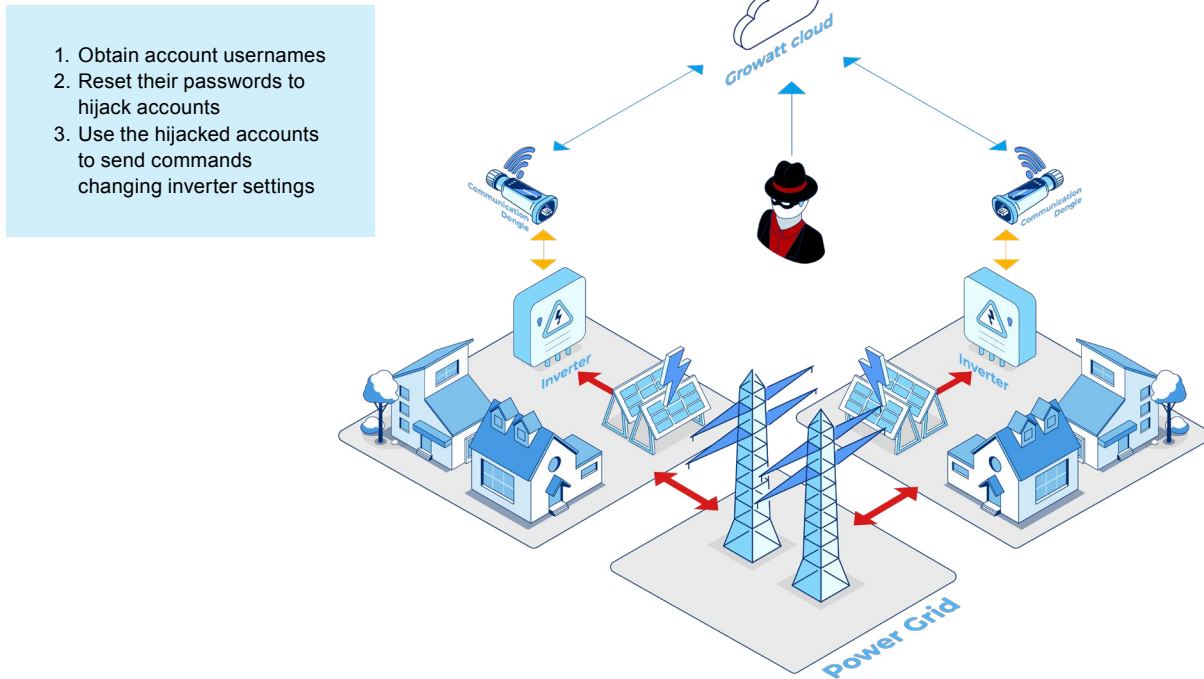 1. Obtain account usernames
2. Reset their passwords to
hijack accounts
3. Use the hijacked accounts
to send commands
changing inverter settings
Growatt cloud
Communication
Dongle
Communication
Dongle
Inverter
Inverter
Power Grid